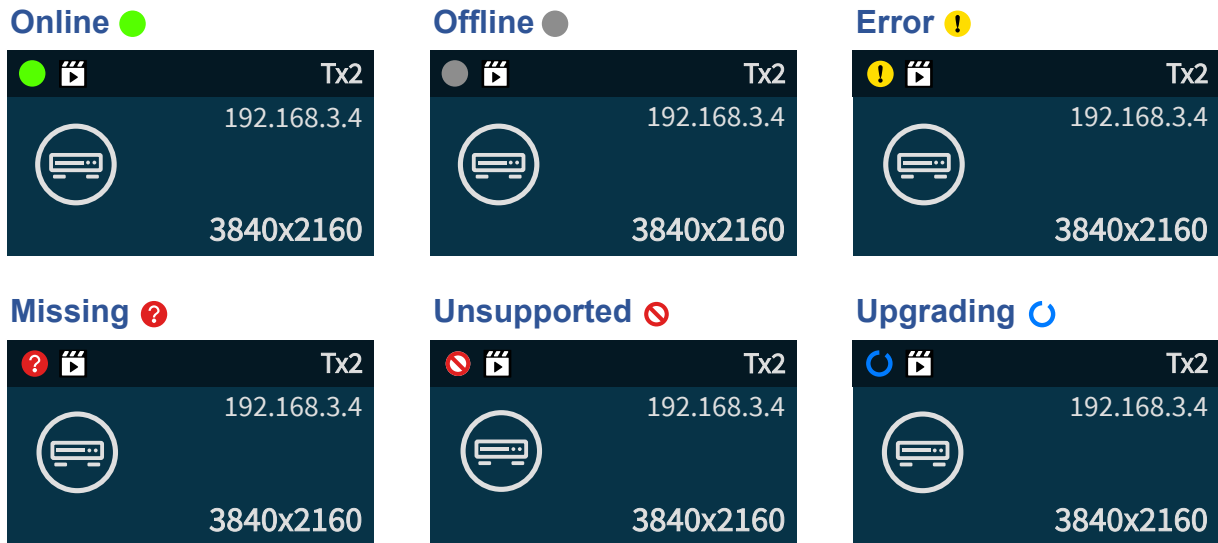 Online
Tx2
192.168.3.4
3840x2160
Offline
Tx2
192.168.3.4
3840x2160
Error
Tx2
192.168.3.4
3840x2160
Missing
Tx2
192.168.3.4
3840x2160
Unsupported
Tx2
192.168.3.4
3840x2160
Upgrading
Tx2
192.168.3.4
3840x2160